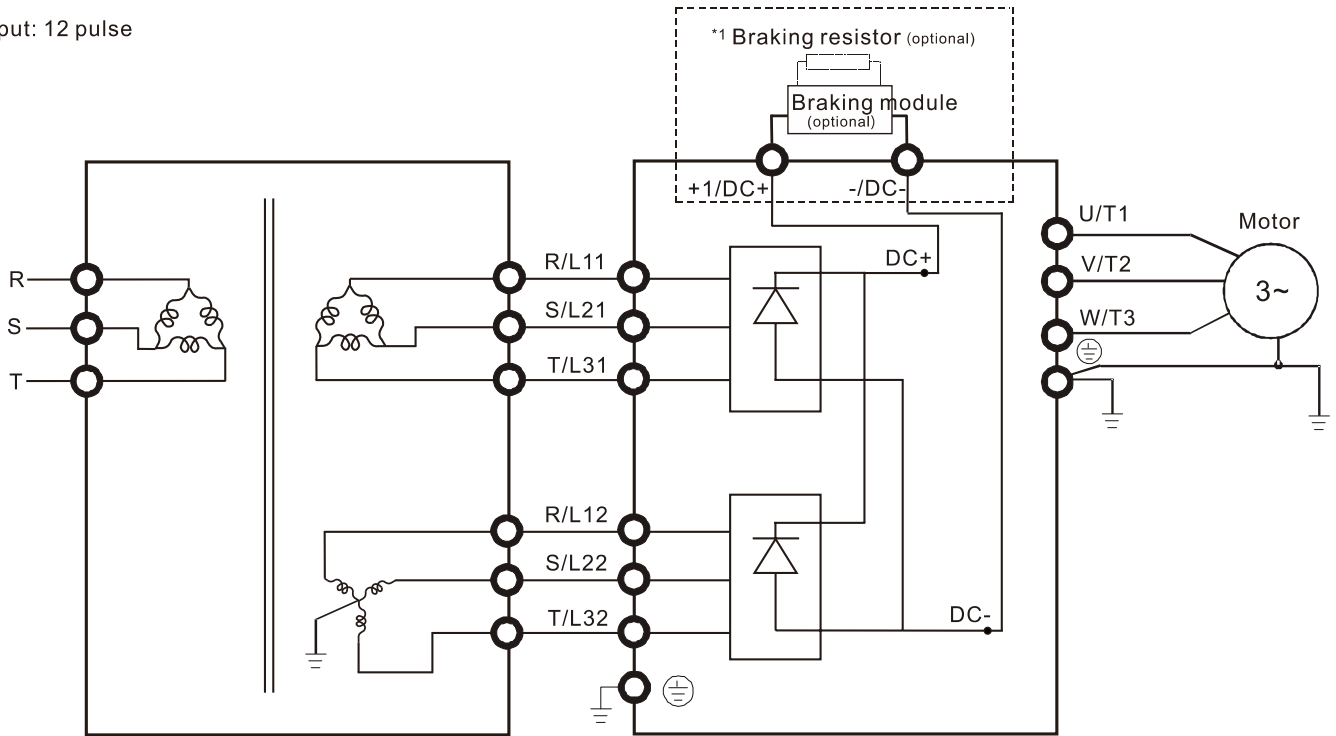 put: 12 pulse
*1 Braking resistor (optional)
Braking module
(optional)
+1/DC+
-/DC-
U/T1
Motor
R/L11
DC+
V/T2
R
3~
S/L21
W/T3
S
T/L31
T
R/L12
S/L22
DC-
T/L32